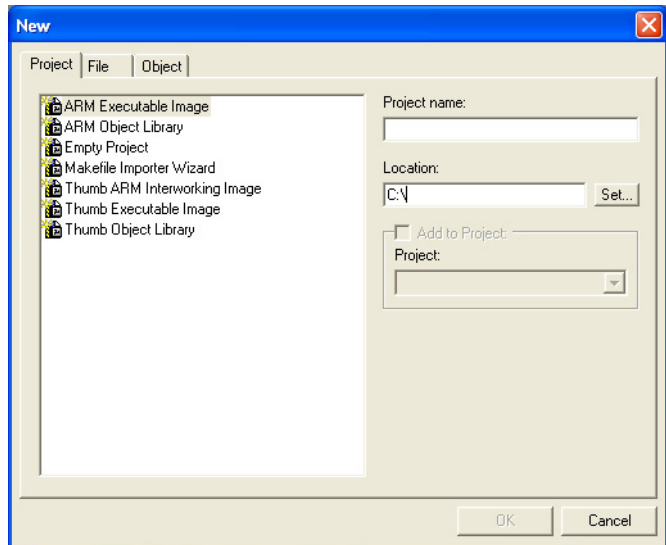 New
Project File Object
ARM Executable Image
ARM Object Library
Empty Project
Makefile Importer Wizard
Thumb ARM Interworking Image
Thumb Executable Image
Thumb Object Library
Project name:
Location:
C:\
Set...
Add to Project:
Project:
OK Cancel